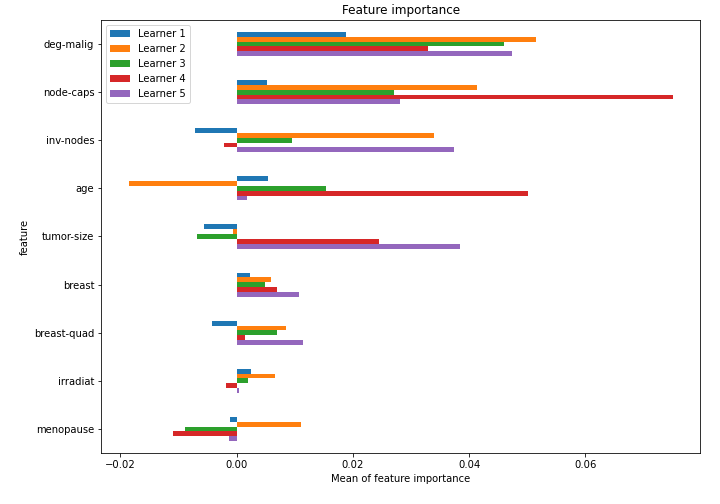 Feature importance
Learner 1
Learner 2
Learner 3
Learner 4
Learner 5
deg-malig
node-caps
inv-nodes
age
tumor-size
breast
breast-quad
irradiat
menopause
feature
−0.02 0.00 0.02 0.04 0.06
Mean of feature importance